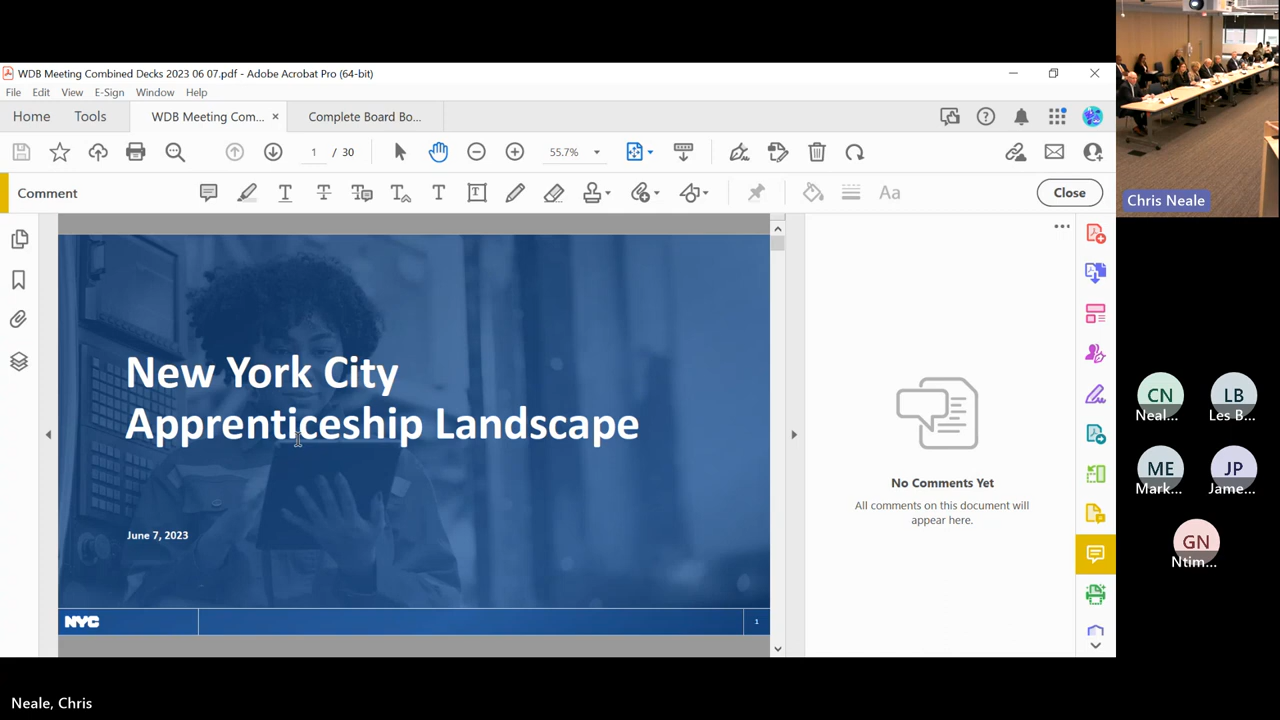 WDB Meeting Combined Decks 2023 06 07.pdf - Adobe Acrobat Pro (64-bit)
File Edit View E-Sign Window Help
Home Tools WDB Meeting Com... × Complete Board Bo...
1 / 30 55.7%
Comment T T T T T Aa Close
New York City
Apprenticeship Landscape
June 7, 2023
NYC 1
No Comments Yet
All comments on this document will
appear here.
Chris Neale
CN LB
Neal... Les B...
ME JP
Mark... Jame...
GN
Ntim...
Neale, Chris